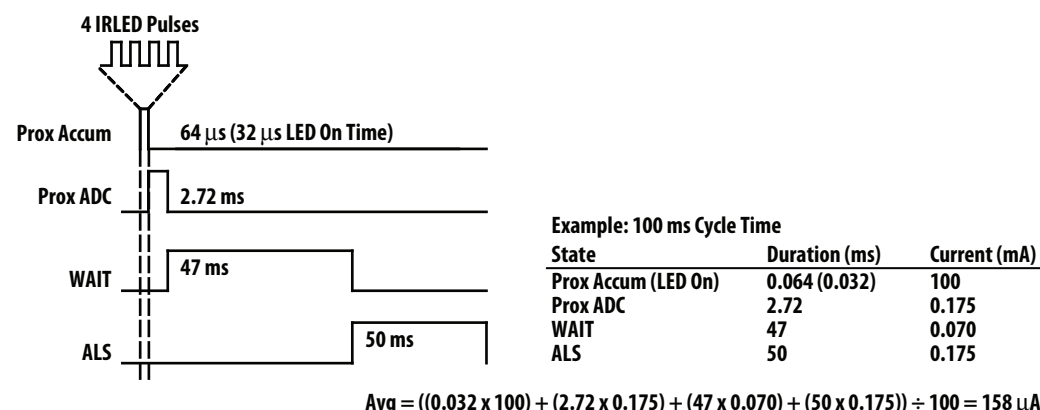 4 IRLED Pulses
Prox Accum
64 μs (32 μs LED On Time)
Prox ADC
2.72 ms
WAIT
47 ms
ALS
50 ms
Example: 100 ms Cycle Time
State Duration (ms) Current (mA)
Prox Accum (LED On) 0.064 (0.032) 100
Prox ADC 2.72 0.175
WAIT 47 0.070
ALS 50 0.175
Avg = ((0.032 x 100) + (2.72 x 0.175) + (47 x 0.070) + (50 x 0.175)) ÷ 100 = 158 μA